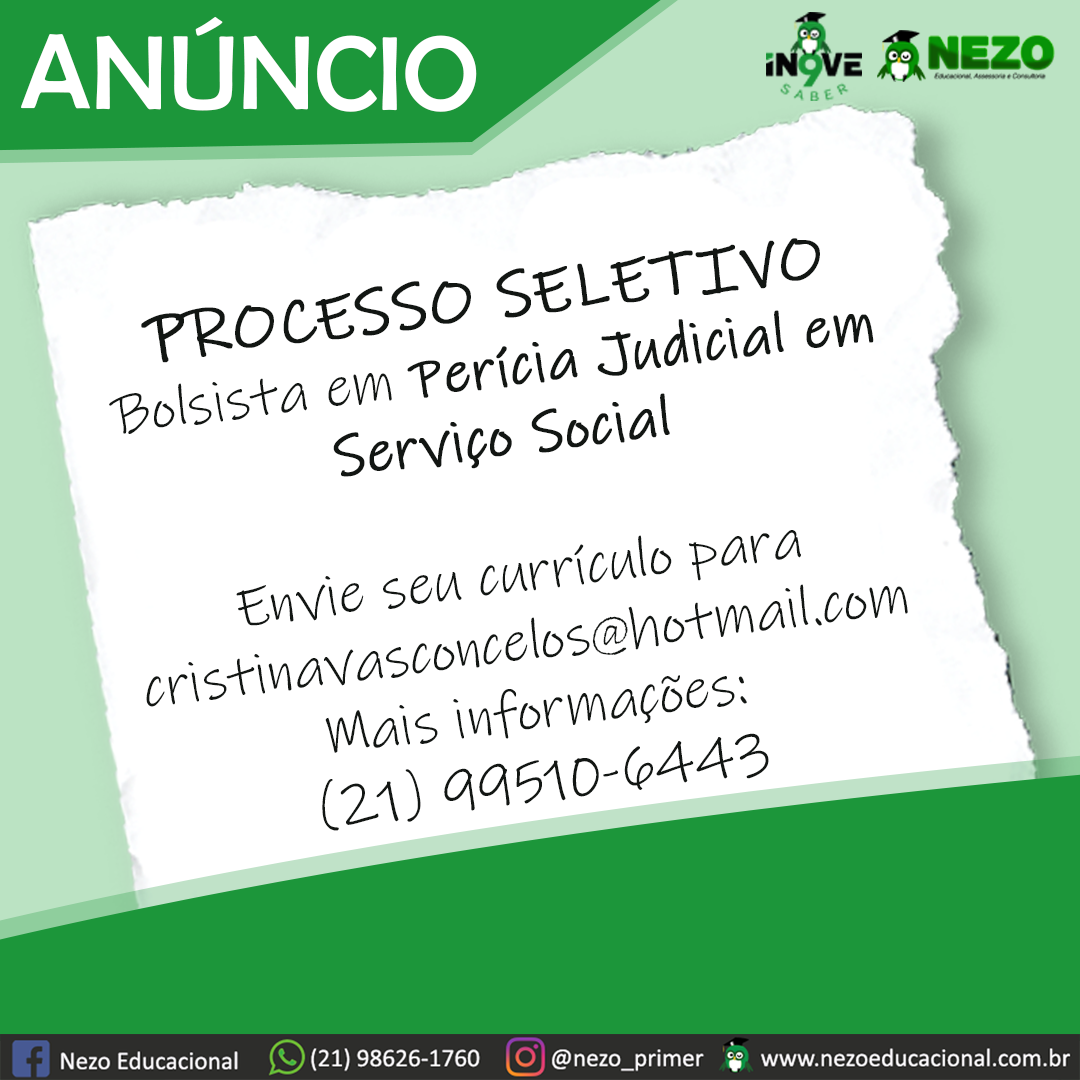 ANÚNCIO
iN9VE
SABER
NEZO
Educacional, Assessoria e Consultoria
PROCESSO SELETIVO
Bolsista em Perícia Judicial em
Serviço Social
Envie seu currículo para
cristinavasconcelos@hotmail.com
Mais informações:
(21) 99510-6443
Nezo Educacional
(21) 98626-1760
@nezo_primer
www.nezoeducacional.com.br